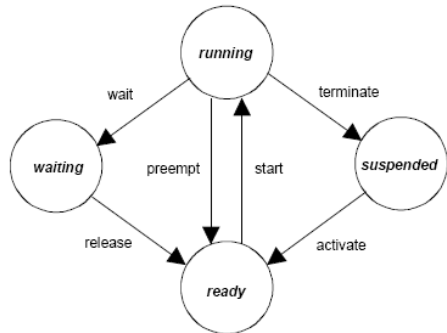 running
wait
terminate
waiting
preempt
start
suspended
release
activate
ready